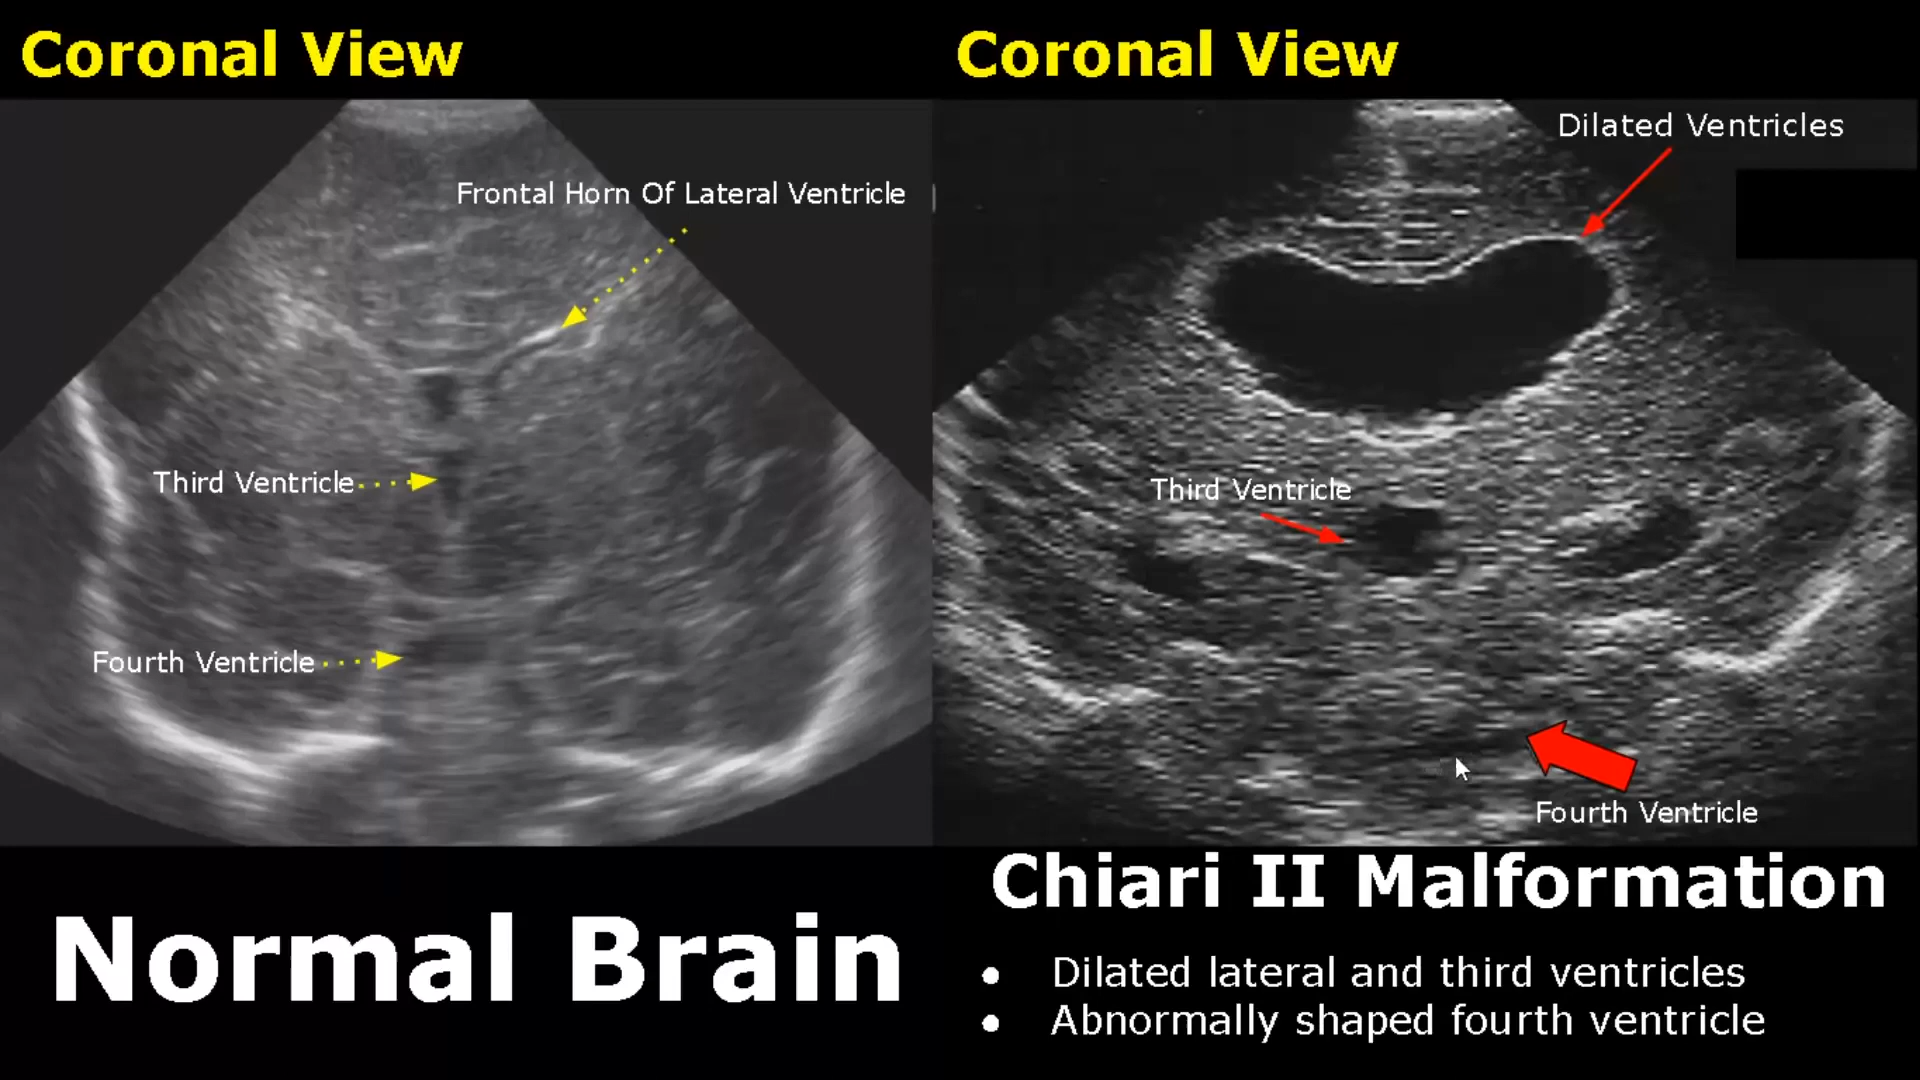 Coronal View
Frontal Horn Of Lateral Ventricle
Third Ventricle
Fourth Ventricle
Normal Brain
Coronal View
Dilated Ventricles
Third Ventricle
Fourth Ventricle
Chiari II Malformation
• Dilated lateral and third ventricles
• Abnormally shaped fourth ventricle